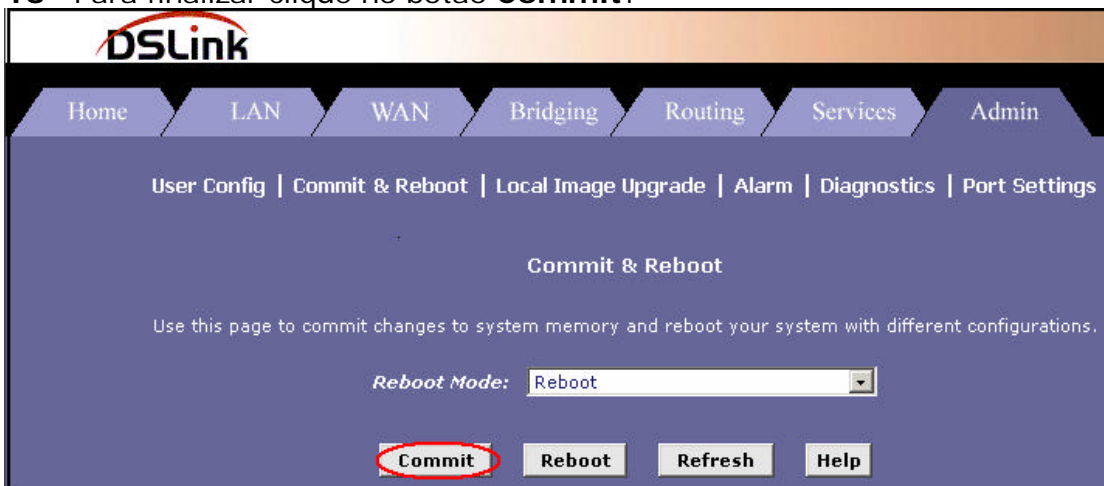 Para finalizar clique no botão Commit.
DSLink
Home LAN WAN Bridging Routing Services Admin
User Config | Commit & Reboot | Local Image Upgrade | Alarm | Diagnostics | Port Settings
Commit & Reboot
Use this page to commit changes to system memory and reboot your system with different configurations.
Reboot Mode: Reboot
Commit Reboot Refresh Help